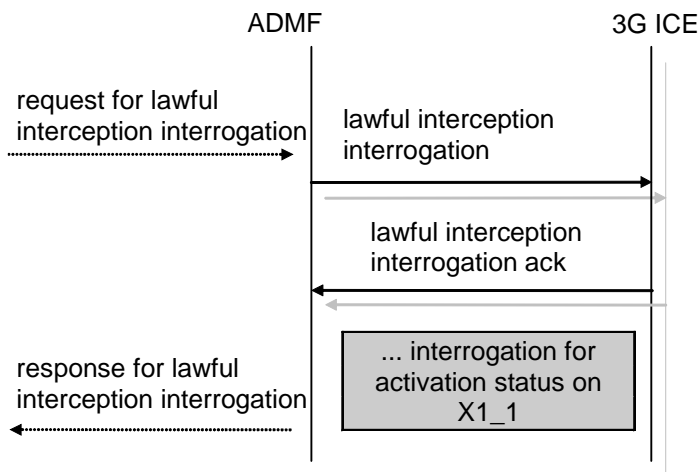 ADMF
3G ICE
request for lawful
interception interrogation
lawful interception
interrogation
lawful interception
interrogation ack
... interrogation for
activation status on
X1_1
response for lawful
interception interrogation